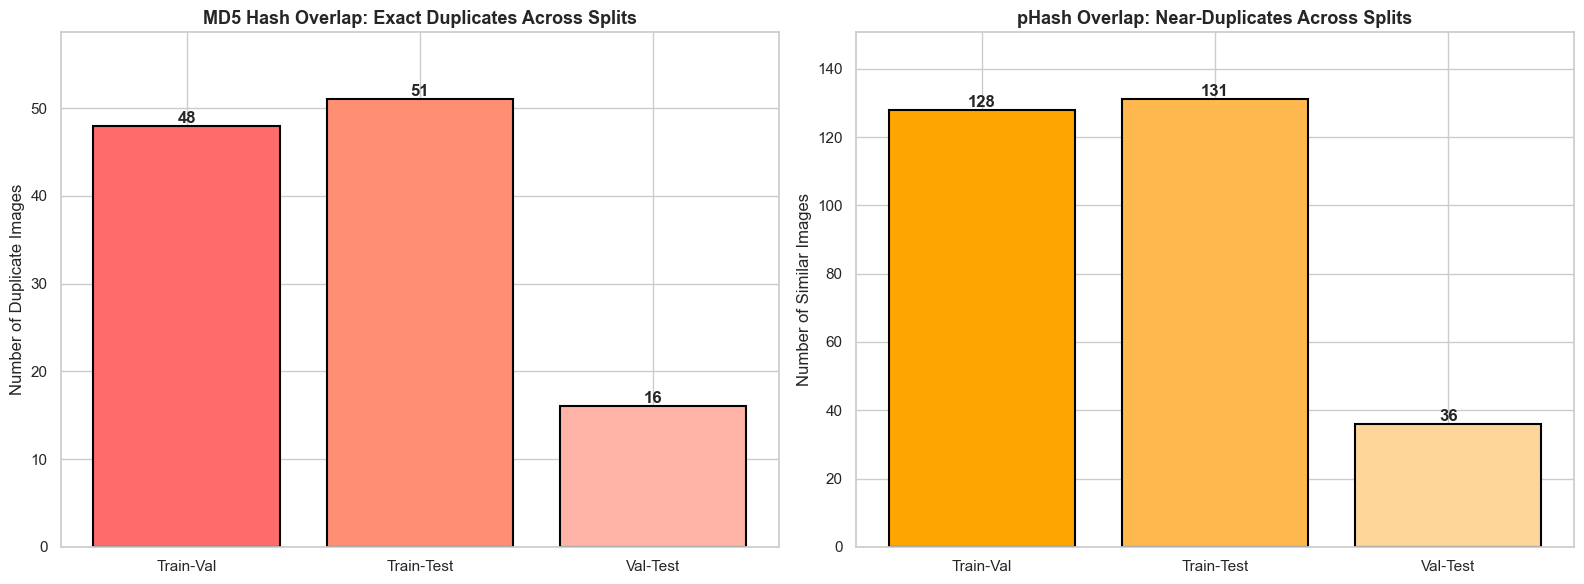 MD5 Hash Overlap: Exact Duplicates Across Splits
Number of Duplicate Images
50
40
30
20
10
0
48
51
16
Train-Val
Train-Test
Val-Test
pHash Overlap: Near-Duplicates Across Splits
Number of Similar Images
140
120
100
80
60
40
20
0
128
131
36
Train-Val
Train-Test
Val-Test